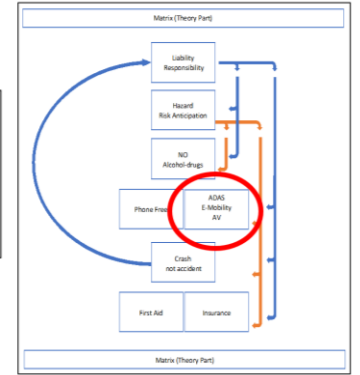 Matrix (Theory Part)
Liability
Responsibility
Hazard
Risk Anticipation
NO
Alcohol-drugs
Phone Free
ADAS
E-Mobility
AV
Crash
not accident
First Aid
Insurance
Matrix (Theory Part)